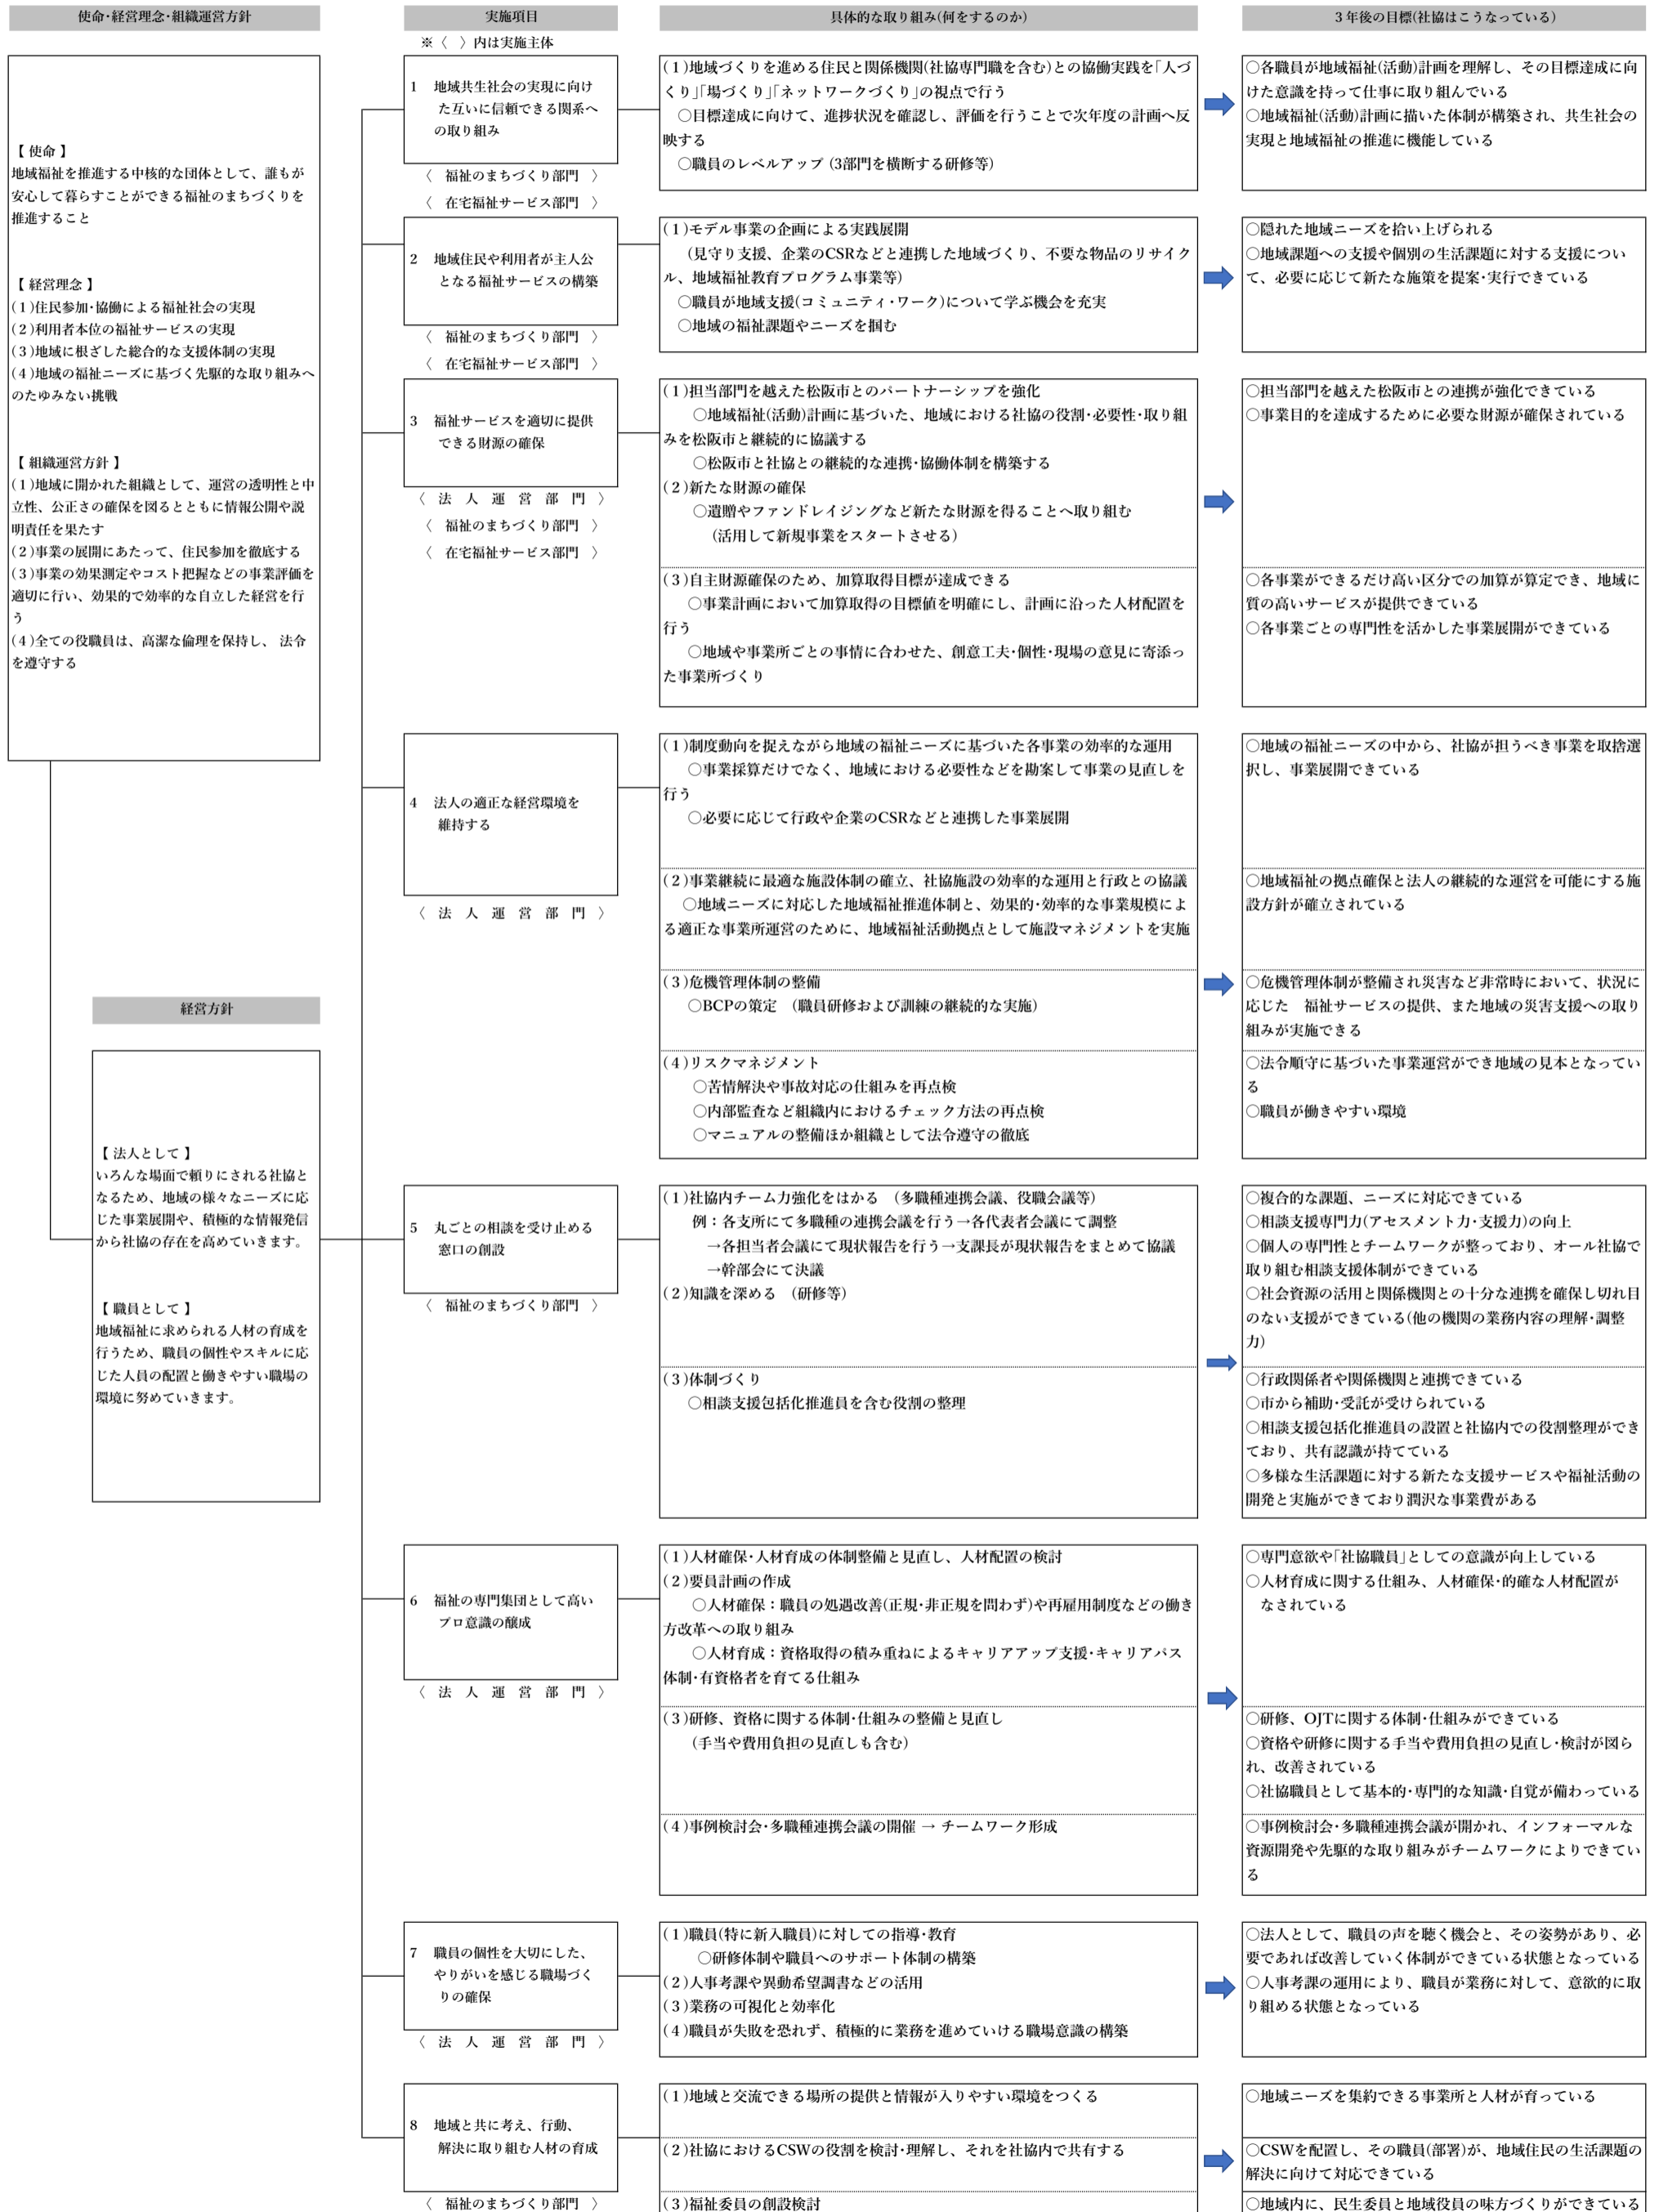 使命･経営理念･組織運営方針
【 使命 】
地域福祉を推進する中核的な団体として、誰もが
安心して暮らすことができる福祉のまちづくりを
推進すること
【 経営理念 】
(１)住民参加･協働による福祉社会の実現
(２)利用者本位の福祉サービスの実現
(３)地域に根ざした総合的な支援体制の実現
(４)地域の福祉ニーズに基づく先駆的な取り組みへ
のたゆみない挑戦
【 組織運営方針 】
(１)地域に開かれた組織として、運営の透明性と中
立性、公正さの確保を図るとともに情報公開や説
明責任を果たす
(２)事業の展開にあたって、住民参加を徹底する
(３)事業の効果測定やコスト把握などの事業評価を
適切に行い、効果的で効率的な自立した経営を行
う
(４)全ての役職員は、高潔な倫理を保持し、 法令
を遵守する
経営方針
【 法人として 】
いろんな場面で頼りにされる社協と
なるため、地域の様々なニーズに応
じた事業展開や、積極的な情報発信
から社協の存在を高めていきます。
【 職員として 】
地域福祉に求められる人材の育成を
行うため、職員の個性やスキルに応
じた人員の配置と働きやすい職場の
環境に努めていきます。
実施項目
※〈　〉内は実施主体
具体的な取り組み(何をするのか)
３年後の目標(社協はこうなっている)
1　地域共生社会の実現に向け
た互いに信頼できる関系へ
の取り組み
〈　福祉のまちづくり部門　〉
〈　在宅福祉サービス部門　〉
(１)地域づくりを進める住民と関係機関(社協専門職を含む)との協働実践を｢人づ
くり｣｢場づくり｣｢ネットワークづくり｣の視点で行う
○目標達成に向けて、進捗状況を確認し、評価を行うことで次年度の計画へ反
映する
○職員のレベルアップ (3部門を横断する研修等)
○各職員が地域福祉(活動)計画を理解し、その目標達成に向
けた意識を持って仕事に取り組んでいる
○地域福祉(活動)計画に描いた体制が構築され、共生社会の
実現と地域福祉の推進に機能している
2　地域住民や利用者が主人公
となる福祉サービスの構築
〈　福祉のまちづくり部門　〉
〈　在宅福祉サービス部門　〉
(１)モデル事業の企画による実践展開
(見守り支援、企業のCSRなどと連携した地域づくり、不要な物品のリサイク
ル、地域福祉教育プログラム事業等)
○職員が地域支援(コミュニティ･ワーク)について学ぶ機会を充実
○地域の福祉課題やニーズを掴む
○隠れた地域ニーズを拾い上げられる
○地域課題への支援や個別の生活課題に対する支援につい
て、必要に応じて新たな施策を提案･実行できている
3　福祉サービスを適切に提供
できる財源の確保
〈　法　人　運　営　部　門　〉
〈　福祉のまちづくり部門　〉
〈　在宅福祉サービス部門　〉
(１)担当部門を越えた松阪市とのパートナーシップを強化
○地域福祉(活動)計画に基づいた、地域における社協の役割･必要性･取り組
みを松阪市と継続的に協議する
○松阪市と社協との継続的な連携･協働体制を構築する
(２)新たな財源の確保
○遺贈やファンドレイジングなど新たな財源を得ることへ取り組む
(活用して新規事業をスタートさせる)
○担当部門を越えた松阪市との連携が強化できている
○事業目的を達成するために必要な財源が確保されている
(３)自主財源確保のため、加算取得目標が達成できる
○事業計画において加算取得の目標値を明確にし、計画に沿った人材配置を
行う
○地域や事業所ごとの事情に合わせた、創意工夫･個性･現場の意見に寄添っ
た事業所づくり
○各事業ができるだけ高い区分での加算が算定でき、地域に
質の高いサービスが提供できている
○各事業ごとの専門性を活かした事業展開ができている
4　法人の適正な経営環境を
維持する
〈　法　人　運　営　部　門　〉
(１)制度動向を捉えながら地域の福祉ニーズに基づいた各事業の効率的な運用
○事業採算だけでなく、地域における必要性などを勘案して事業の見直しを
行う
○必要に応じて行政や企業のCSRなどと連携した事業展開
○地域の福祉ニーズの中から、社協が担うべき事業を取捨選
択し、事業展開できている
(２)事業継続に最適な施設体制の確立、社協施設の効率的な運用と行政との協議
○地域ニーズに対応した地域福祉推進体制と、効果的･効率的な事業規模によ
る適正な事業所運営のために、地域福祉活動拠点として施設マネジメントを実施
○地域福祉の拠点確保と法人の継続的な運営を可能にする施
設方針が確立されている
(３)危機管理体制の整備
○BCPの策定　(職員研修および訓練の継続的な実施)
○危機管理体制が整備され災害など非常時において、状況に
応じた　福祉サービスの提供、また地域の災害支援への取り
組みが実施できる
(４)リスクマネジメント
○苦情解決や事故対応の仕組みを再点検
○内部監査など組織内におけるチェック方法の再点検
○マニュアルの整備ほか組織として法令遵守の徹底
○法令順守に基づいた事業運営ができ地域の見本となってい
る
○職員が働きやすい環境
5　丸ごとの相談を受け止める
窓口の創設
〈　福祉のまちづくり部門　〉
(１)社協内チーム力強化をはかる　(多職種連携会議、役職会議等)
例：各支所にて多職種の連携会議を行う→各代表者会議にて調整
→各担当者会議にて現状報告を行う→支課長が現状報告をまとめて協議
→幹部会にて決議
(２)知識を深める　(研修等)
○複合的な課題、ニーズに対応できている
○相談支援専門力(アセスメント力･支援力)の向上
○個人の専門性とチームワークが整っており、オール社協で
取り組む相談支援体制ができている
○社会資源の活用と関係機関との十分な連携を確保し切れ目
のない支援ができている(他の機関の業務内容の理解･調整
力)
(３)体制づくり
○相談支援包括化推進員を含む役割の整理
○行政関係者や関係機関と連携できている
○市から補助･受託が受けられている
○相談支援包括化推進員の設置と社協内での役割整理ができ
ており、共有認識が持てている
○多様な生活課題に対する新たな支援サービスや福祉活動の
開発と実施ができており潤沢な事業費がある
6　福祉の専門集団として高い
プロ意識の醸成
〈　法　人　運　営　部　門　〉
(１)人材確保･人材育成の体制整備と見直し、人材配置の検討
(２)要員計画の作成
○人材確保：職員の処遇改善(正規･非正規を問わず)や再雇用制度などの働き
方改革への取り組み
○人材育成：資格取得の積み重ねによるキャリアアップ支援･キャリアパス
体制･有資格者を育てる仕組み
○専門意欲や｢社協職員｣としての意識が向上している
○人材育成に関する仕組み、人材確保･的確な人材配置が
なされている
(３)研修、資格に関する体制･仕組みの整備と見直し
(手当や費用負担の見直しも含む)
○研修、OJTに関する体制･仕組みができている
○資格や研修に関する手当や費用負担の見直し･検討が図ら
れ、改善されている
○社協職員として基本的･専門的な知識･自覚が備わっている
(４)事例検討会･多職種連携会議の開催 → チームワーク形成
○事例検討会･多職種連携会議が開かれ、インフォーマルな
資源開発や先駆的な取り組みがチームワークによりできてい
る
7　職員の個性を大切にした、
やりがいを感じる職場づく
りの確保
〈　法　人　運　営　部　門　〉
(１)職員(特に新入職員)に対しての指導･教育
○研修体制や職員へのサポート体制の構築
(２)人事考課や異動希望調書などの活用
(３)業務の可視化と効率化
(４)職員が失敗を恐れず、積極的に業務を進めていける職場意識の構築
○法人として、職員の声を聴く機会と、その姿勢があり、必
要であれば改善していく体制ができている状態となっている
○人事考課の運用により、職員が業務に対して、意欲的に取
り組める状態となっている
8　地域と共に考え、行動、
解決に取り組む人材の育成
〈　福祉のまちづくり部門　〉
(１)地域と交流できる場所の提供と情報が入りやすい環境をつくる
○地域ニーズを集約できる事業所と人材が育っている
(２)社協におけるCSWの役割を検討･理解し、それを社協内で共有する
○CSWを配置し、その職員(部署)が、地域住民の生活課題の
解決に向けて対応できている
(３)福祉委員の創設検討
○地域内に、民生委員と地域役員の味方づくりができている